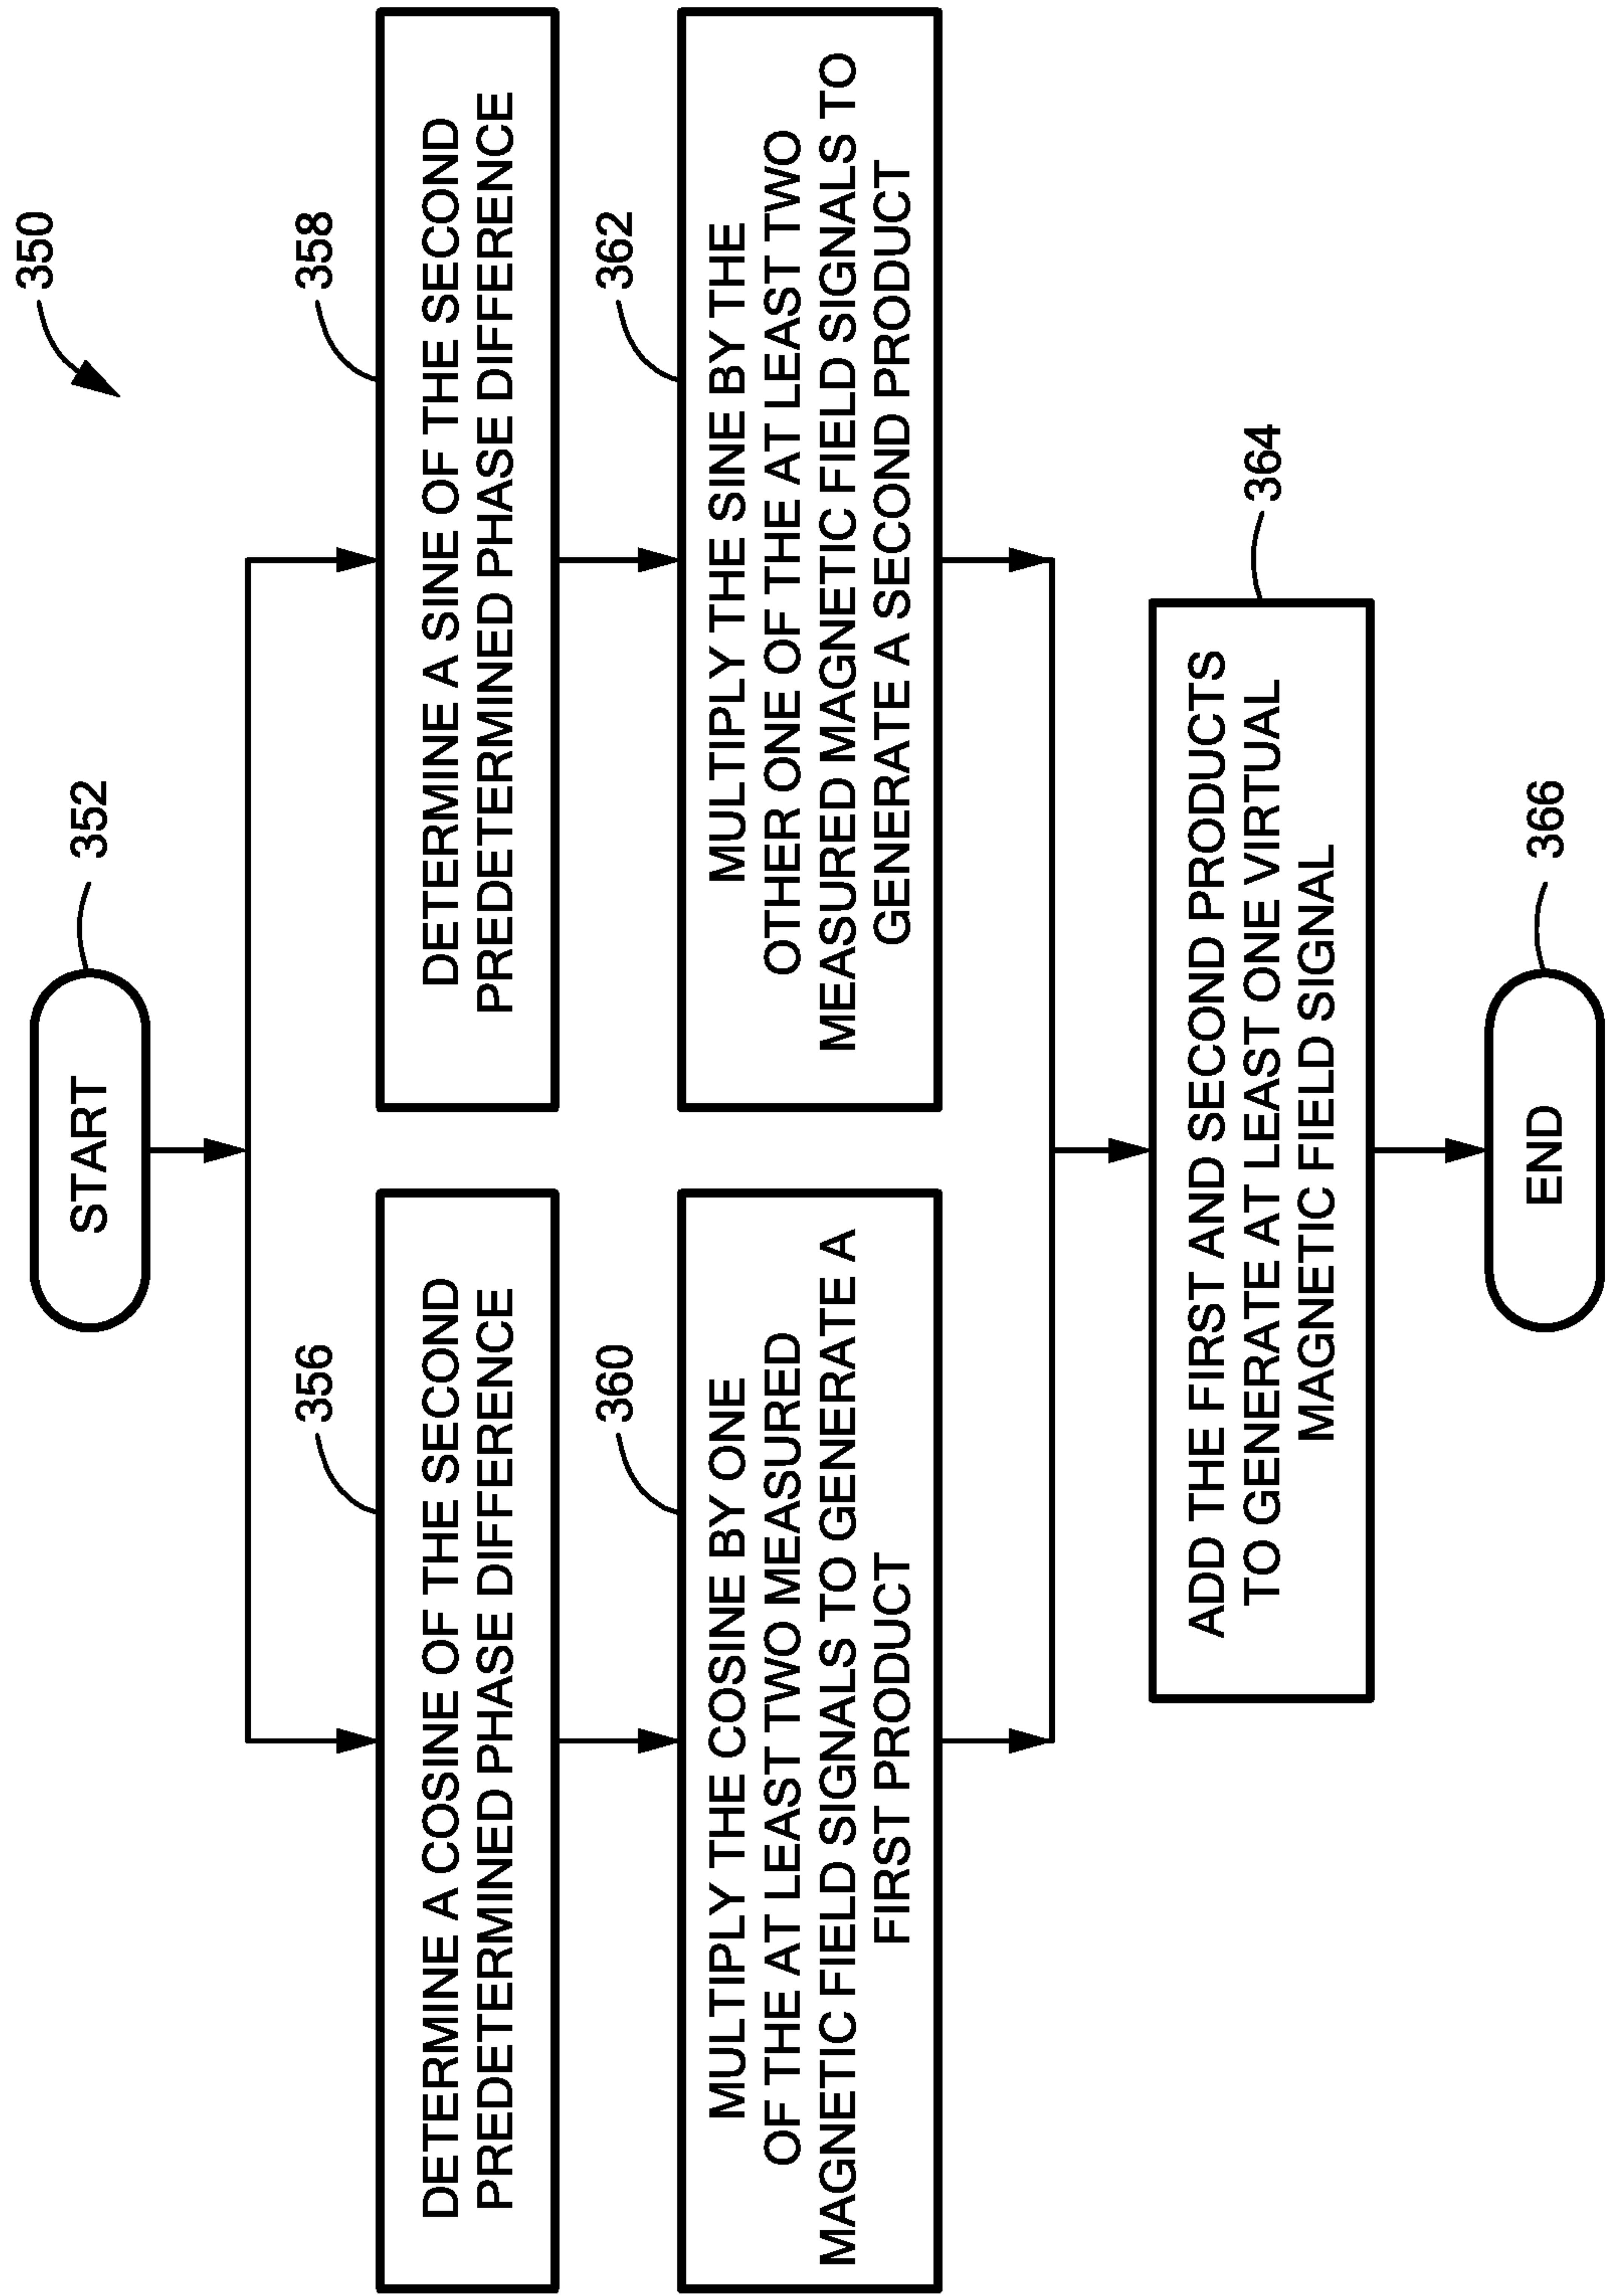 350
START
352
356
DETERMINE A COSINE OF THE SECOND
PREDETERMINED PHASE DIFFERENCE
358
DETERMINE A SINE OF THE SECOND
PREDETERMINED PHASE DIFFERENCE
360
MULTIPLY THE COSINE BY ONE
OF THE AT LEAST TWO MEASURED
MAGNETIC FIELD SIGNALS TO GENERATE A
FIRST PRODUCT
362
MULTIPLY THE SINE BY THE
OTHER ONE OF THE AT LEAST TWO
MEASURED MAGNETIC FIELD SIGNALS TO
GENERATE A SECOND PRODUCT
364
ADD THE FIRST AND SECOND PRODUCTS
TO GENERATE AT LEAST ONE VIRTUAL
MAGNETIC FIELD SIGNAL
366
END